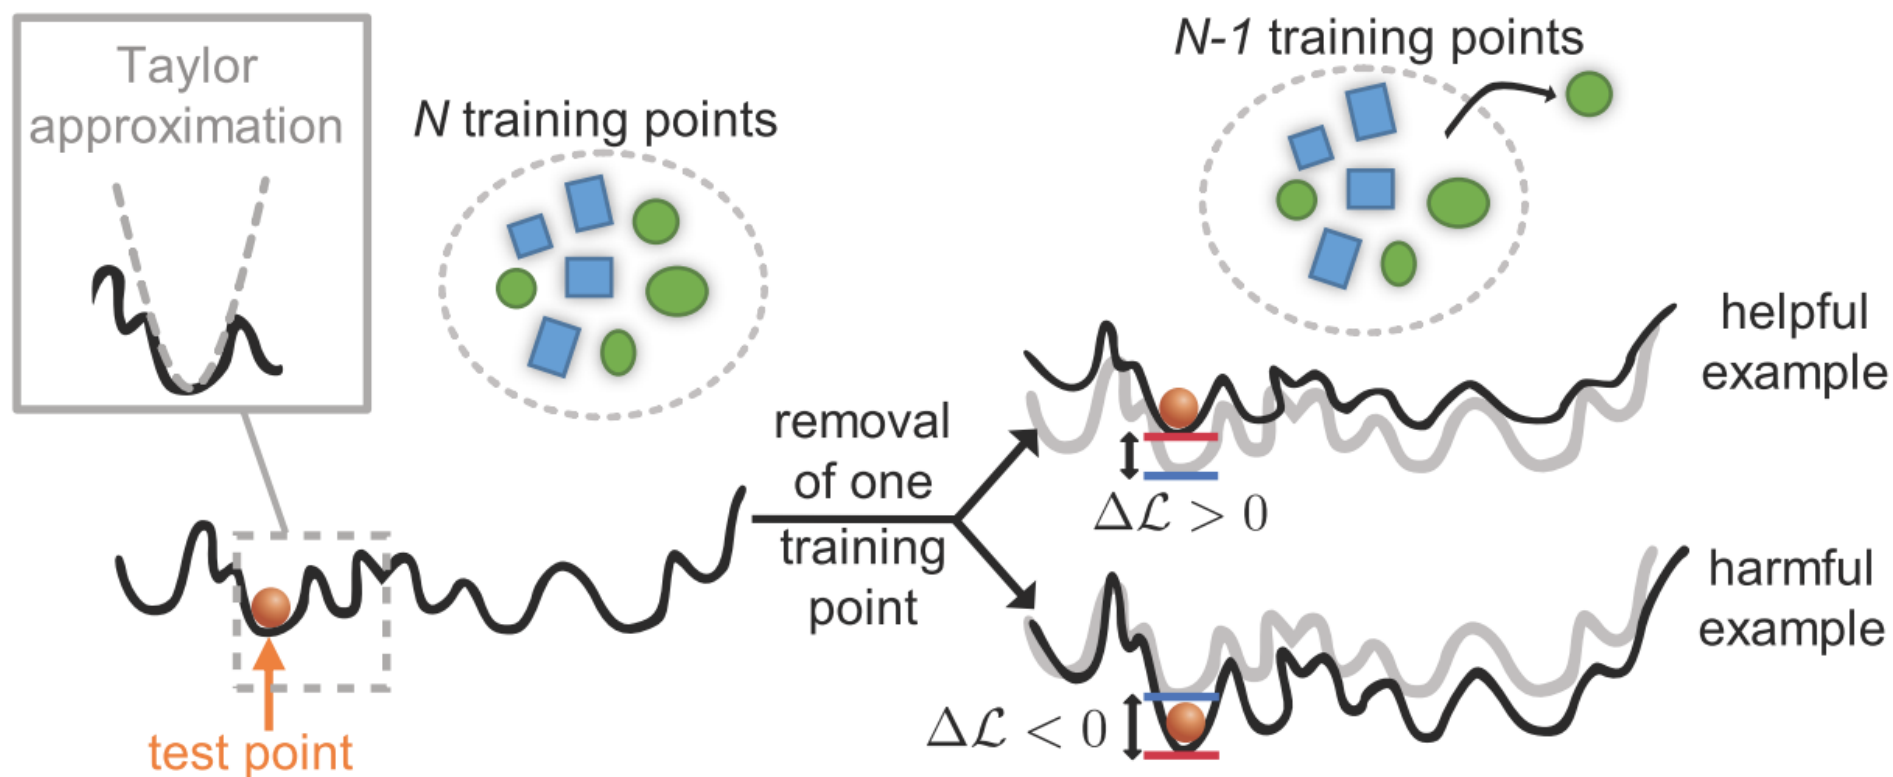 Taylor
approximation
N training points
N-1 training points
removal
of one
training
point
helpful
example
Δℒ > 0
harmful
example
Δℒ < 0
test point